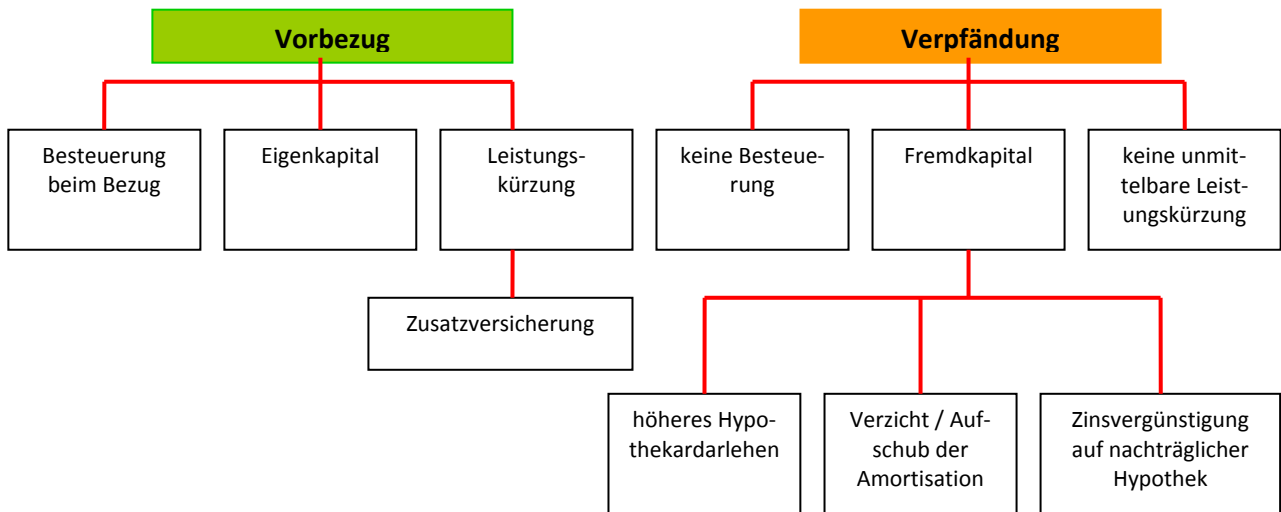 Vorbezug
Verpfändung
Besteuerung
beim Bezug
Eigenkapital
Leistungs-
kürzung
keine Besteue-
rung
Fremdkapital
keine unmit-
telbare Leist-
ungskürzung
Zusatzversicherung
höheres Hypo-
thekardarlehen
Verzicht / Auf-
schub der
Amortisation
Zinsvergünstigung
auf nachträglicher
Hypothek